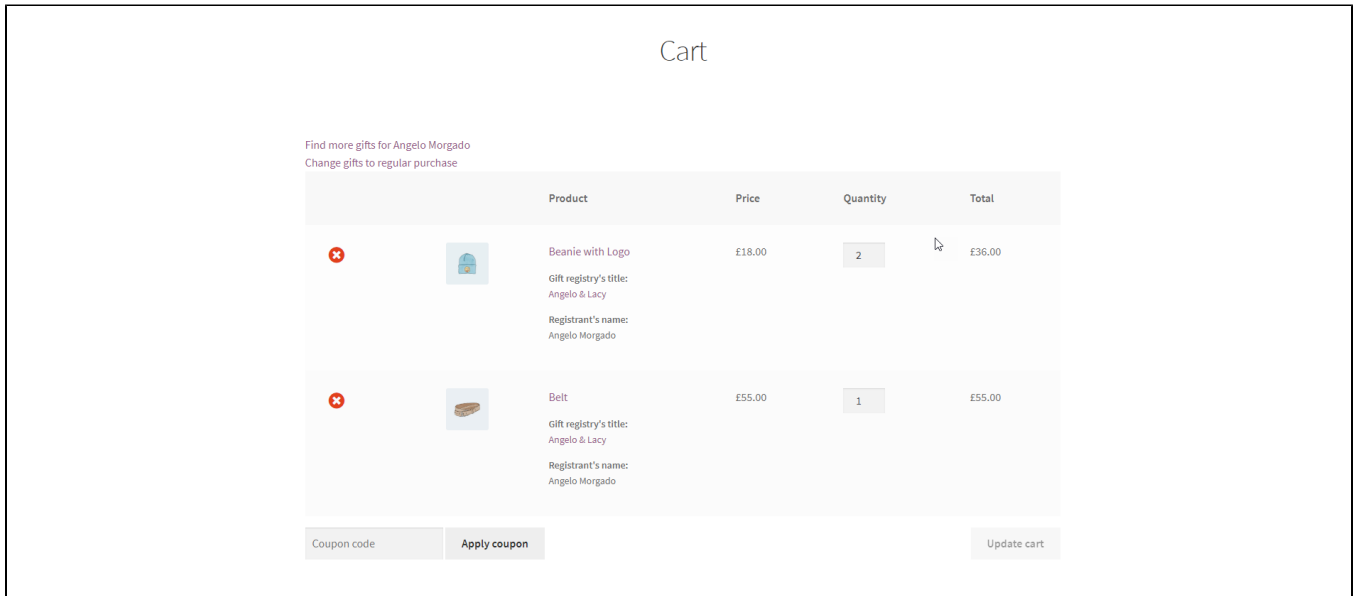 Cart
Find more gifts for Angelo Morgado
Change gifts to regular purchase
Product Price Quantity Total
Beanie with Logo £18.00 2 £36.00
Gift registry's title:
Angelo & Lacy
Registrant's name:
Angelo Morgado
Belt £55.00 1 £55.00
Gift registry's title:
Angelo & Lacy
Registrant's name:
Angelo Morgado
Coupon code Apply coupon Update cart